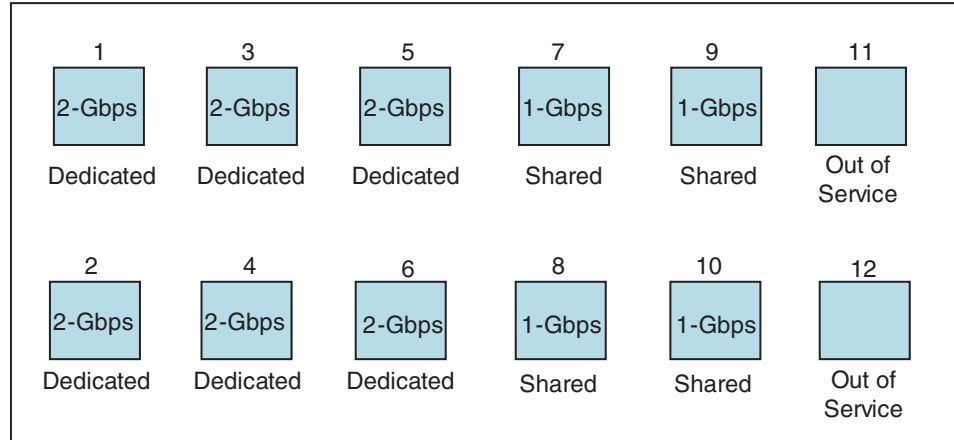 1 3 5 7 9 11
2-Gbps 2-Gbps 2-Gbps 1-Gbps 1-Gbps
Dedicated Dedicated Dedicated Shared Shared Out of
Service
2 4 6 8 10 12
2-Gbps 2-Gbps 2-Gbps 1-Gbps 1-Gbps
Dedicated Dedicated Dedicated Shared Shared Out of
Service